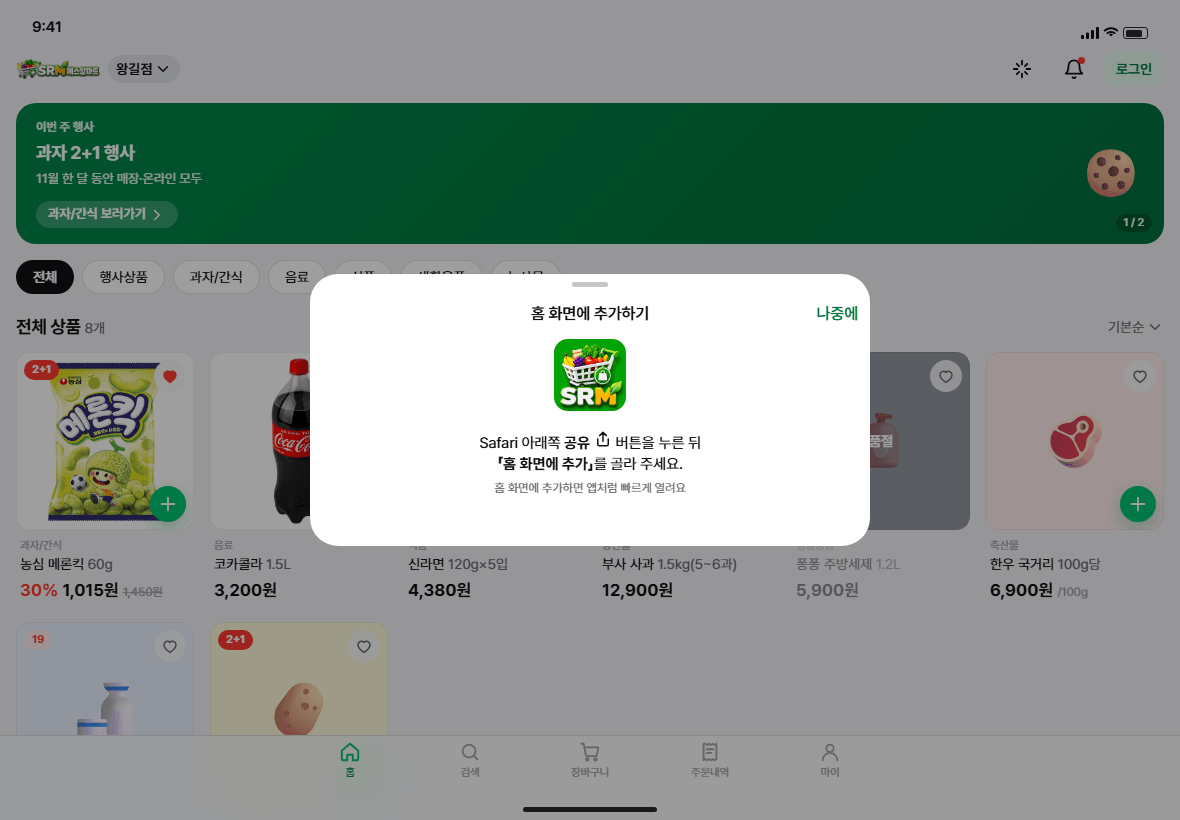 9:41
SRM 에스알마트
왕길점
로그인
이번 주 행사
과자 2+1 행사
11월 한 달 동안 매장·온라인 모두
과자/간식 보러가기
1 / 2
전체
행사상품
과자/간식
음료
전체 상품 8개
기본순
홈 화면에 추가하기
나중에
SRM
Safari 아래쪽 공유 버튼을 누른 뒤
「홈 화면에 추가」를 골라 주세요.
홈 화면에 추가하면 앱처럼 빠르게 열려요
2+1
농심
메론킥
Coca-Cola
품절
과자/간식
농심 메론킥 60g
30% 1,015원 1,450원
음료
코카콜라 1.5L
3,200원
신라면 120g×5입
4,380원
부사 사과 1.5kg(5~6과)
12,900원
퐁퐁 주방세제 1.2L
5,900원
축산물
한우 국거리 100g당
6,900원 /100g
19
2+1
홈
검색
장바구니
주문내역
마이